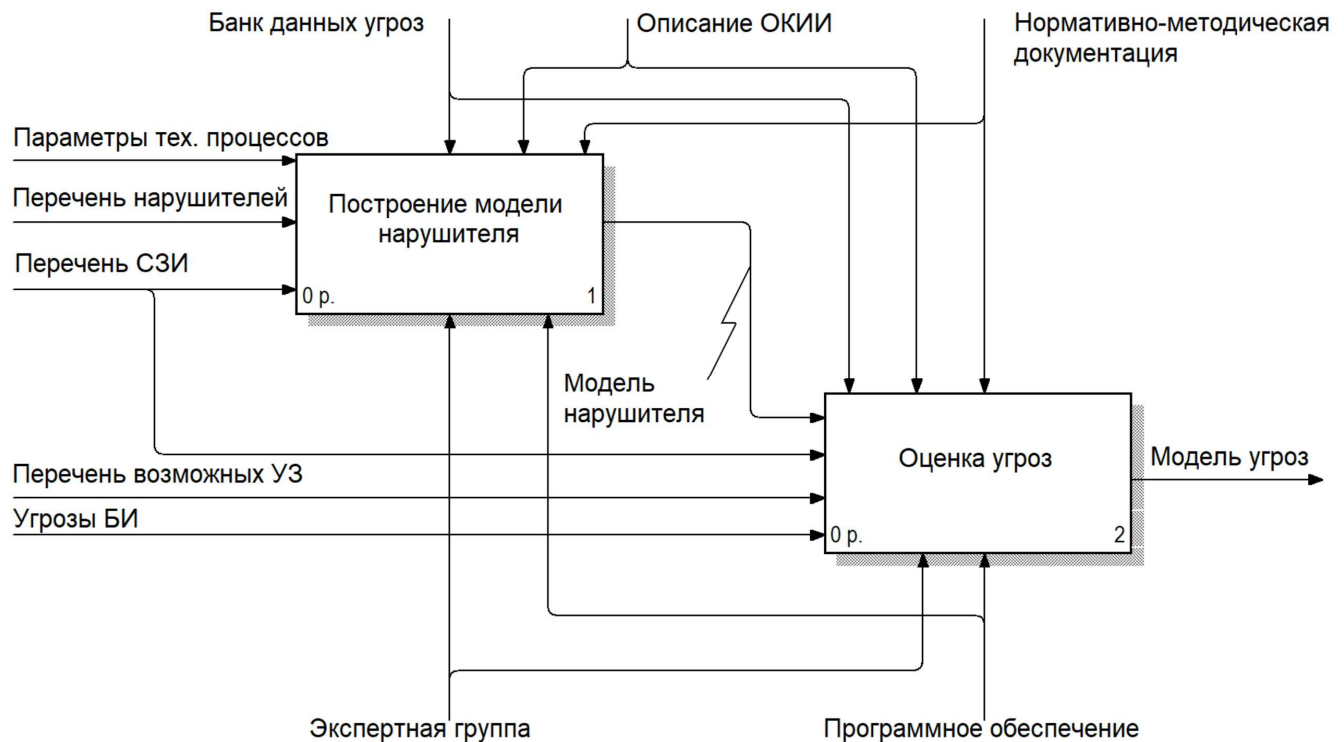 Банк данных угроз
Описание ОКИИ
Нормативно-методическая
документация
Параметры тех. процессов
Перечень нарушителей
Перечень СЗИ
Построение модели
нарушителя
0 р.
1
Модель
нарушителя
Перечень возможных УЗ
Угрозы БИ
Оценка угроз
0 р.
2
Модель угроз
Экспертная группа
Программное обеспечение